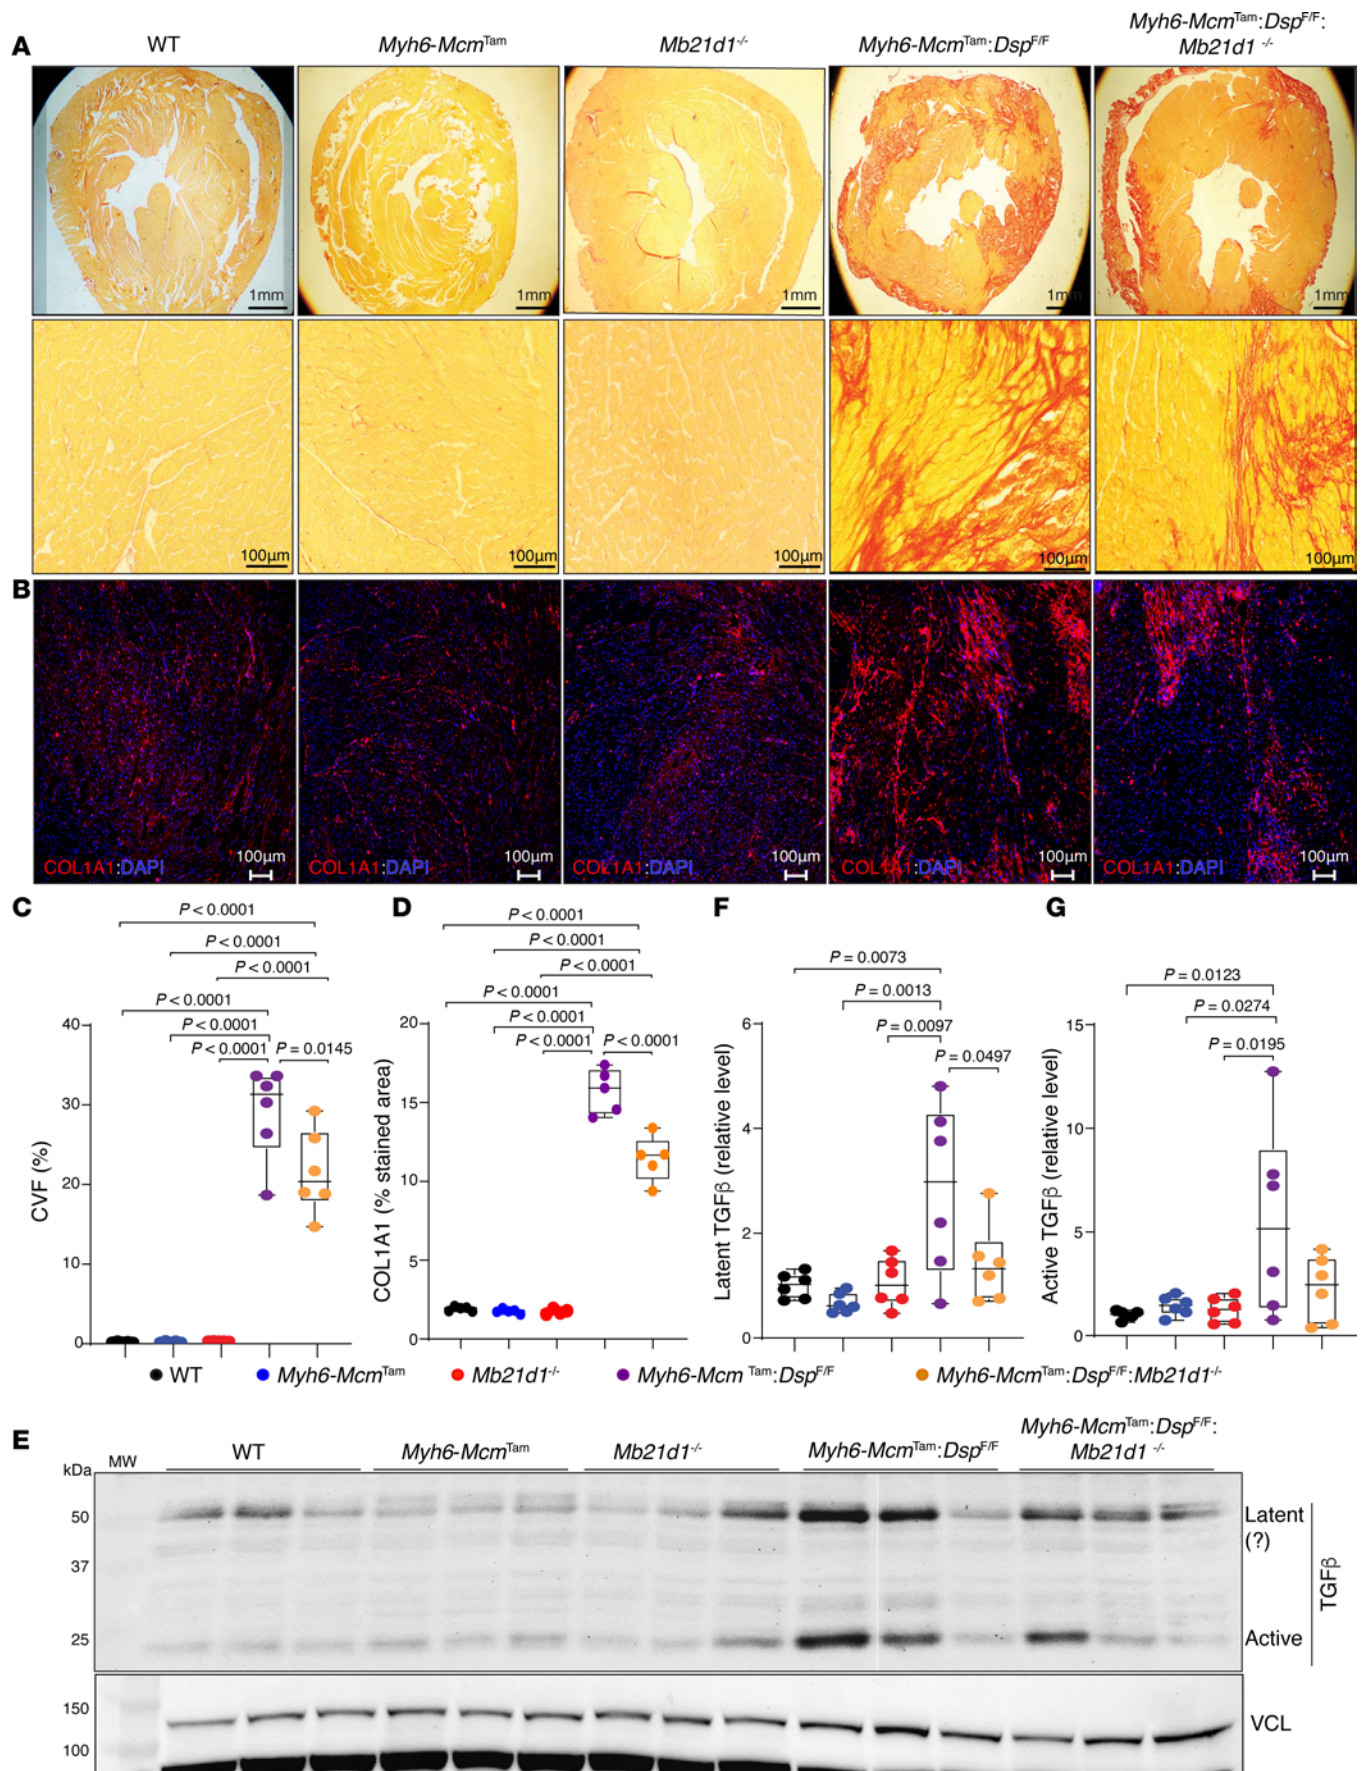 A
WT
Myh6-Mcm^Tam
Mb21d1^-/-
Myh6-Mcm^Tam:Dsp^F/F
Myh6-Mcm^Tam:Dsp^F/F:
Mb21d1 ^-/-
1mm
1mm
1mm
1mm
1mm
100µm
100µm
100µm
100µm
100µm
B
COL1A1:DAPI
100µm
COL1A1:DAPI
100µm
COL1A1:DAPI
100µm
COL1A1:DAPI
100µm
COL1A1:DAPI
100µm
C
P < 0.0001
P < 0.0001
P < 0.0001
P < 0.0001
P < 0.0001
P < 0.0001
P = 0.0145
CVF (%)
40
30
20
10
0
D
P < 0.0001
P < 0.0001
P < 0.0001
P < 0.0001
P < 0.0001
P < 0.0001
P < 0.0001
COL1A1 (% stained area)
20
15
10
5
0
F
P = 0.0073
P = 0.0013
P = 0.0097
P = 0.0497
Latent TGFβ (relative level)
6
4
2
0
G
P = 0.0123
P = 0.0274
P = 0.0195
Active TGFβ (relative level)
15
10
5
0
WT
Myh6-Mcm^Tam
Mb21d1^-/-
Myh6-Mcm ^Tam:Dsp^F/F
Myh6-Mcm^Tam:Dsp^F/F:Mb21d1^-/-
E
kDa
MW
WT
Myh6-Mcm^Tam
Mb21d1^-/-
Myh6-Mcm^Tam:Dsp^F/F
Myh6-Mcm^Tam:Dsp^F/F:
Mb21d1 ^-/-
50
37
25
Latent
(?)
Active
TGFβ
150
100
VCL